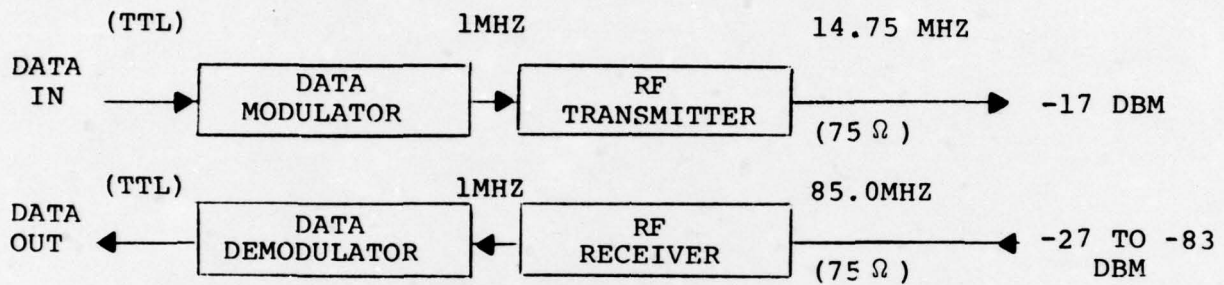 (TTL) 1MHZ 14.75 MHZ
DATA
IN
DATA
MODULATOR
RF
TRANSMITTER
-17 DBM
(75 Ω)
(TTL) 1MHZ 85.0MHZ
DATA
OUT
DATA
DEMODULATOR
RF
RECEIVER
-27 TO -83
DBM
(75 Ω)